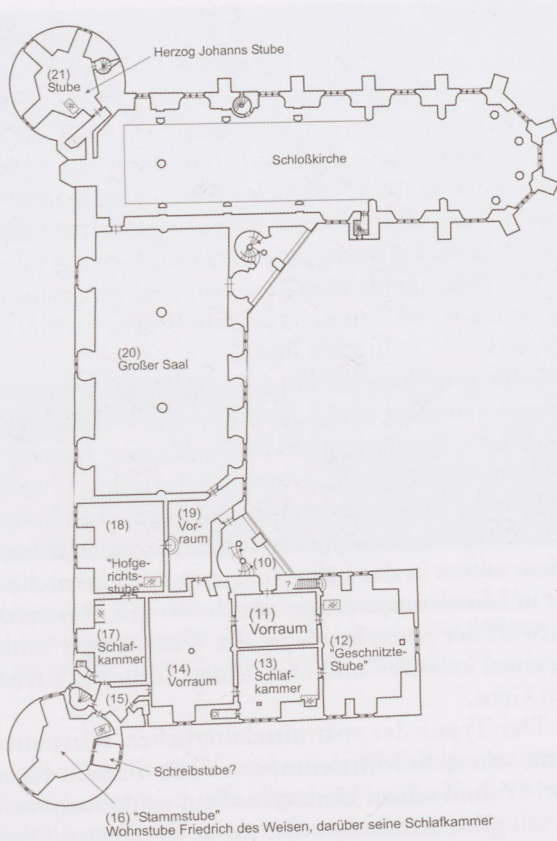 Herzog Johanns Stube
(21)
Stube
Schloßkirche
(20)
Großer Saal
(18)
"Hofge-
richts-
stube"
(19)
Vor-
raum
(10)
?
(11)
Vorraum
(12)
"Geschnitzte-
Stube"
(17)
Schlaf-
kammer
(14)
Vorraum
(13)
Schlaf-
kammer
(15)
Schreibstube?
(16) "Stammstube"
Wohnstube Friedrich des Weisen, darüber seine Schlafkammer